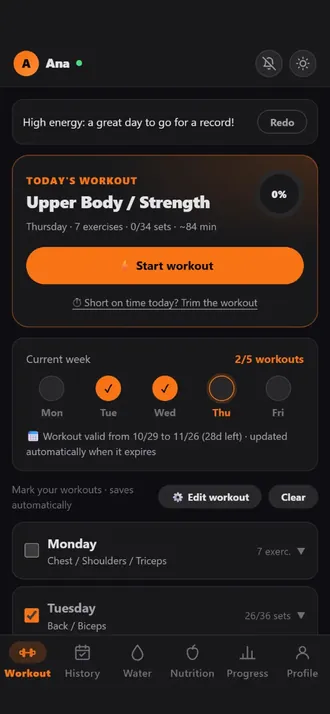 A Ana
High energy: a great day to go for a record! Redo
TODAY'S WORKOUT
Upper Body / Strength
0%
Thursday · 7 exercises · 0/34 sets · ~84 min
Start workout
Short on time today? Trim the workout
Current week 2/5 workouts
Mon Tue Wed Thu Fri
Workout valid from 10/29 to 11/26 (28d left) · updated
automatically when it expires
Mark your workouts · saves
automatically
Edit workout Clear
Monday
Chest / Shoulders / Triceps
7 exerc. ▼
Tuesday
Back / Biceps
26/36 sets ▼
Workout History Water Nutrition Progress Profile